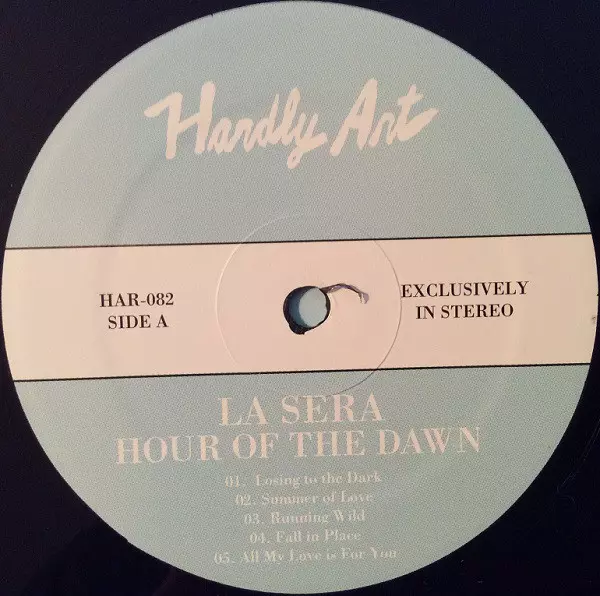 Hardly Art
HAR-082
SIDE A
EXCLUSIVELY
IN STEREO
LA SERA
HOUR OF THE DAWN
01. Losing to the Dark
02. Summer of Love
03. Running Wild
04. Fall in Place
05. All My Love is For You